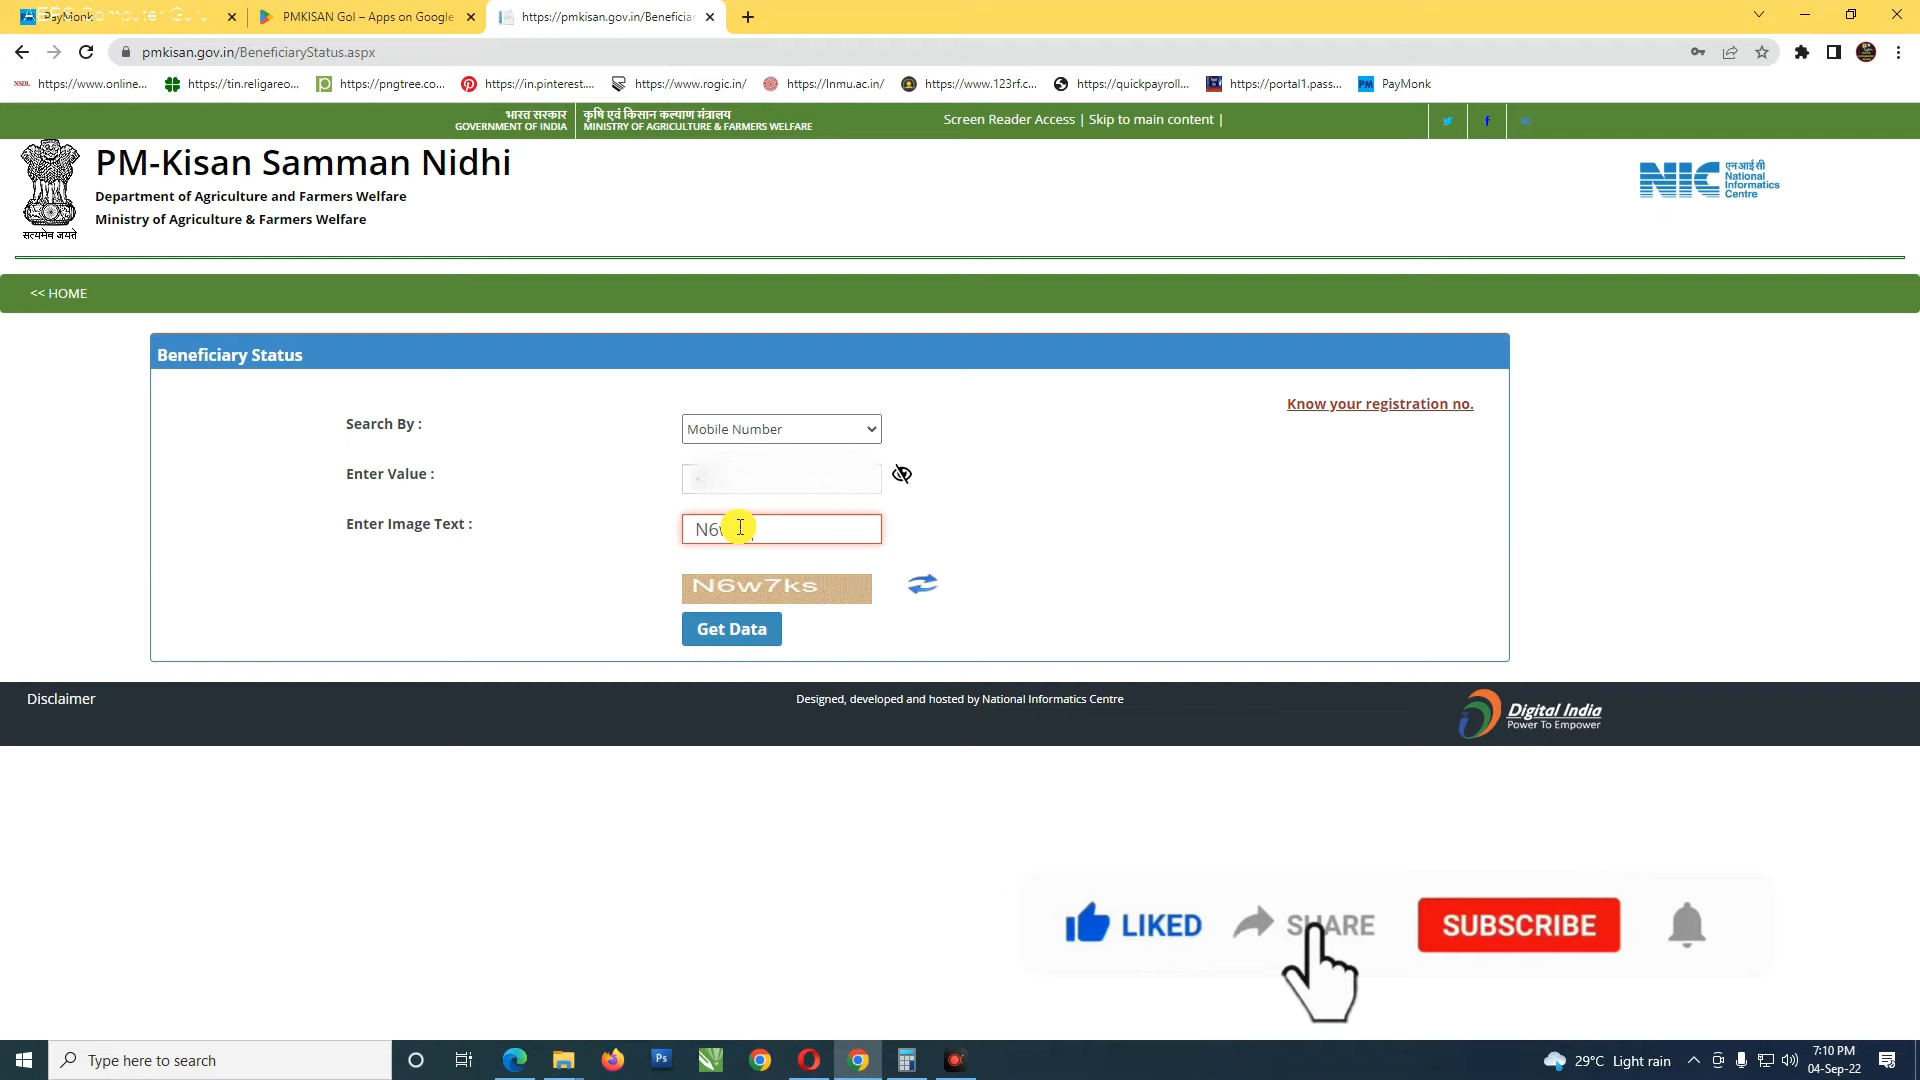 PayMonk
PMKISAN GoI – Apps on Google
https://pmkisan.gov.in/Beneficiar
pmkisan.gov.in/BeneficiaryStatus.aspx
NSDL https://www.online...
https://tin.religareo...
https://pngtree.co...
https://in.pinterest....
https://www.rogic.in/
https://lnmu.ac.in/
https://www.123rf.c...
https://quickpayroll...
https://portal1.pass...
PM PayMonk
भारत सरकार
GOVERNMENT OF INDIA
कृषि एवं किसान कल्याण मंत्रालय
MINISTRY OF AGRICULTURE & FARMERS WELFARE
Screen Reader Access | Skip to main content |
PM-Kisan Samman Nidhi
Department of Agriculture and Farmers Welfare
Ministry of Agriculture & Farmers Welfare
सत्यमेव जयते
NIC
एनआईसी
National
Informatics
Centre
<< HOME
Beneficiary Status
Know your registration no.
Search By :
Mobile Number
Enter Value :
Enter Image Text :
N6w7ks
Get Data
Disclaimer
Designed, developed and hosted by National Informatics Centre
Digital India
Power To Empower
LIKED
SHARE
SUBSCRIBE
Type here to search
Ps
29°C Light rain
7:10 PM
04-Sep-22